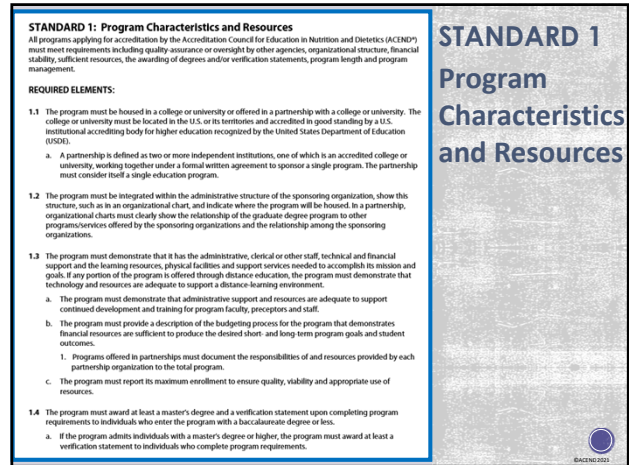 STANDARD 1: Program Characteristics and Resources
All programs applying for accreditation by the Accreditation Council for Education in Nutrition and Dietetics (ACEND®)
must meet requirements including quality-assurance or oversight by other agencies, organizational structure, financial
stability, sufficient resources, the awarding of degrees and/or verification statements, program length and program
management.
REQUIRED ELEMENTS:
1.1 The program must be housed in a college or university or offered in a partnership with a college or university. The
college or university must be located in the U.S. or its territories and accredited in good standing by a U.S.
institutional accrediting body for higher education recognized by the United States Department of Education
(USDE).
a. A partnership is defined as two or more independent institutions, one of which is an accredited college or
university, working together under a formal written agreement to sponsor a single program. The partnership
must consider itself a single education program.
1.2 The program must be integrated within the administrative structure of the sponsoring organization, show this
structure, such as in an organizational chart, and indicate where the program will be housed. In a partnership,
organizational charts must clearly show the relationship of the graduate degree program to other
programs/services offered by the sponsoring organizations and the relationship among the sponsoring
organizations.
1.3 The program must demonstrate that it has the administrative, clerical or other staff, technical and financial
support and the learning resources, physical facilities and support services needed to accomplish its mission and
goals. If any portion of the program is offered through distance education, the program must demonstrate that
technology and resources are adequate to support a distance-learning environment.
a. The program must demonstrate that administrative support and resources are adequate to support
continued development and training for program faculty, preceptors and staff.
b. The program must provide a description of the budgeting process for the program that demonstrates
financial resources are sufficient to produce the desired short- and long-term program goals and student
outcomes.
1. Programs offered in partnerships must document the responsibilities of and resources provided by each
partnership organization to the total program.
c. The program must report its maximum enrollment to ensure quality, viability and appropriate use of
resources.
1.4 The program must award at least a master's degree and a verification statement upon completing program
requirements to individuals who enter the program with a baccalaureate degree or less.
a. If the program admits individuals with a master's degree or higher, the program must award at least a
verification statement to individuals who complete program requirements.
STANDARD 1
Program
Characteristics
and Resources
©ACEND 2025